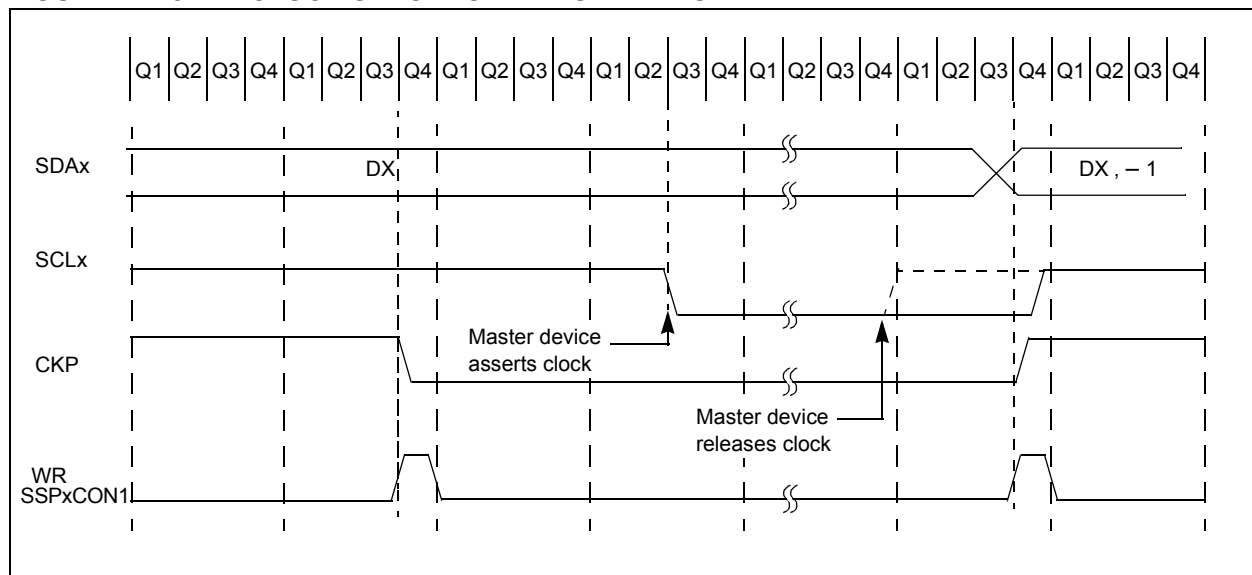 Q1 Q2 Q3 Q4 Q1 Q2 Q3 Q4 Q1 Q2 Q3 Q4 Q1 Q2 Q3 Q4 Q1 Q2 Q3 Q4 Q1 Q2 Q3 Q4 Q1 Q2 Q3 Q4
SDAx
DX
DX , – 1
SCLx
Master device
asserts clock
CKP
Master device
releases clock
WR
SSPxCON1